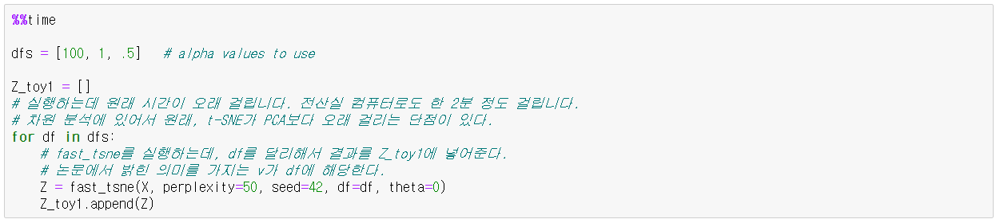 %%time
dfs = [100, 1, .5]   # alpha values to use
Z_toy1 = []
# 실행하는데 원래 시간이 오래 걸립니다. 전산실 컴퓨터로도 한 2분 정도 걸립니다.
# 차원 분석에 있어서 원래, t-SNE가 PCA보다 오래 걸리는 단점이 있다.
for df in dfs:
    # fast_tsne를 실행하는데, df를 달리해서 결과를 Z_toy1에 넣어준다.
    # 논문에서 밝힌 의미를 가지는 v가 df에 해당한다.
    Z = fast_tsne(X, perplexity=50, seed=42, df=df, theta=0)
    Z_toy1.append(Z)